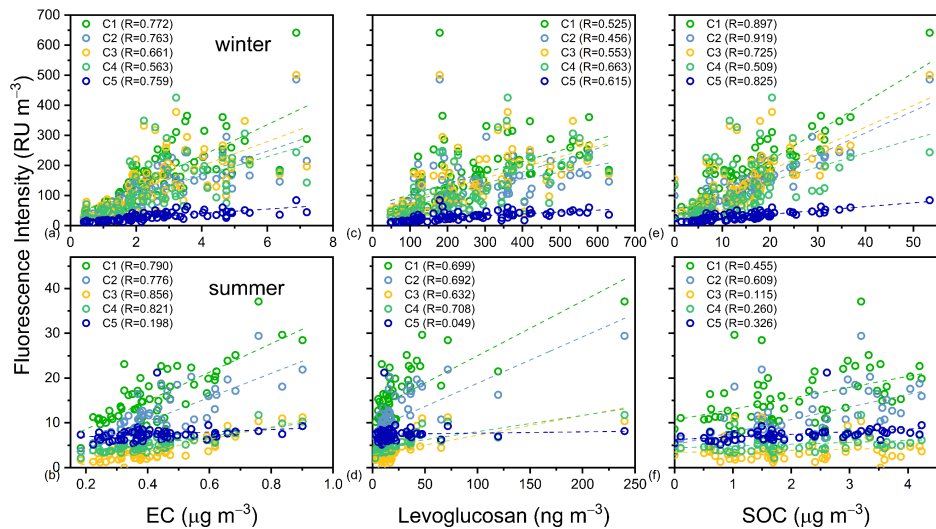 Fluorescence Intensity (RU m⁻³)
700
600
500
400
300
200
100
0
C1 (R=0.772)
C2 (R=0.763)
C3 (R=0.661)
C4 (R=0.563)
C5 (R=0.759)
winter
(a)
0 2 4 6 8
C1 (R=0.525)
C2 (R=0.456)
C3 (R=0.553)
C4 (R=0.663)
C5 (R=0.615)
(c)
0 100 200 300 400 500 600 700
C1 (R=0.897)
C2 (R=0.919)
C3 (R=0.725)
C4 (R=0.509)
C5 (R=0.825)
(e)
0 10 20 30 40 50
40
30
20
10
0
C1 (R=0.790)
C2 (R=0.776)
C3 (R=0.856)
C4 (R=0.821)
C5 (R=0.198)
summer
(b)
0.2 0.4 0.6 0.8 1.0
EC (μg m⁻³)
C1 (R=0.699)
C2 (R=0.692)
C3 (R=0.632)
C4 (R=0.708)
C5 (R=0.049)
(d)
0 50 100 150 200 250
Levoglucosan (ng m⁻³)
C1 (R=0.455)
C2 (R=0.609)
C3 (R=0.115)
C4 (R=0.260)
C5 (R=0.326)
(f)
0 1 2 3 4
SOC (μg m⁻³)